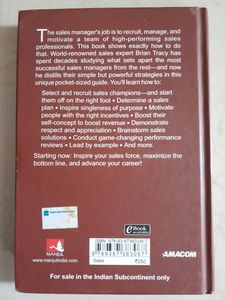 The sales manager's job is to recruit, manage, and
motivate a team of high-performing sales
professionals. This book shows exactly how to do
that. World-renowned sales expert Brian Tracy has
spent decades studying what sets apart the most
successful sales managers from the rest—and now
he distills their simple but powerful strategies in this
unique pocket-sized guide. You'll learn how to:
Select and recruit sales champions—and start
them off on the right foot • Determine a sales
plan • Inspire singleness of purpose • Motivate
people with the right incentives • Boost their
self-concept to boost revenue • Demonstrate
respect and appreciation • Brainstorm sales
solutions • Conduct game-changing performance
reviews • Lead by example • And more.
Starting now: Inspire your sales force, maximize the
bottom line, and advance your career!
eBook
Available
MANJUL
www.manjulindia.com
ISBN 978-93-87383-06-7
9 789387 383067
Sales
₹250
AMACOM
For sale in the Indian Subcontinent only